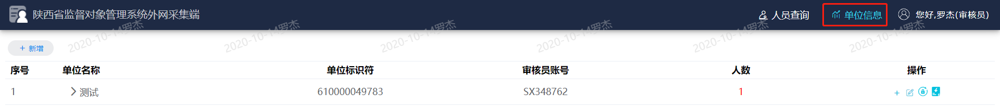 陕西省监督对象管理系统外网采集端 人员查询 单位信息 您好,罗杰(审核员)
2020-10-14罗杰 2020-10-14罗杰 2020-10-14罗杰 2020-10-14罗杰 2020-10-14罗杰 2020-10-14罗杰
+ 新增
序号 单位名称 单位标识符 审核员账号 人数 操作
1 > 测试 610000049783 SX348762 1